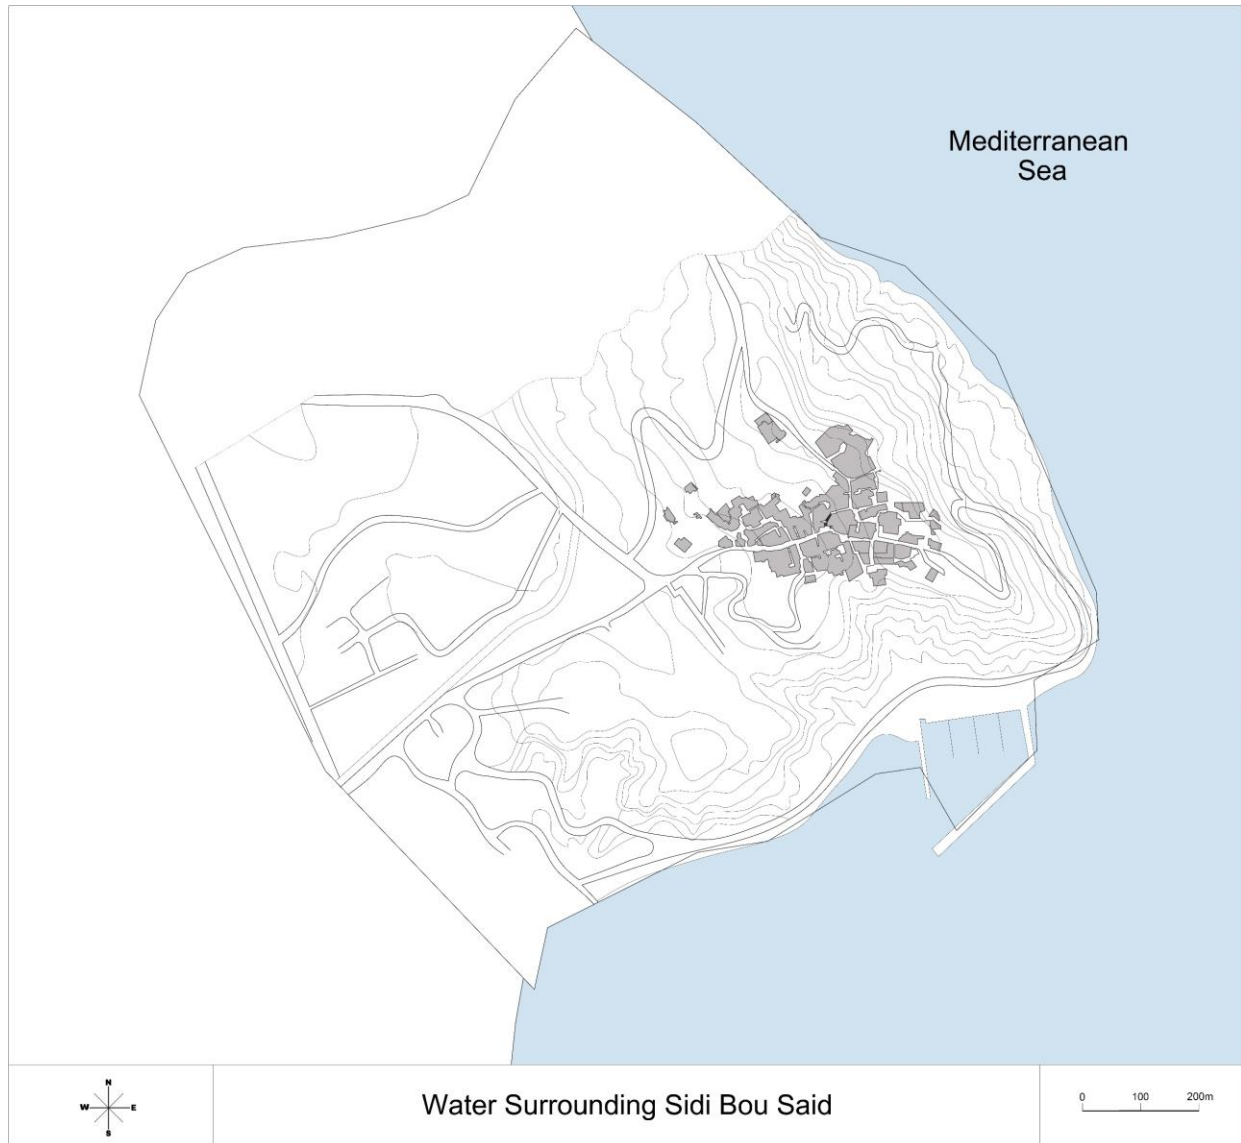 Mediterranean
Sea
N
W E
S
Water Surrounding Sidi Bou Said
0 100 200m